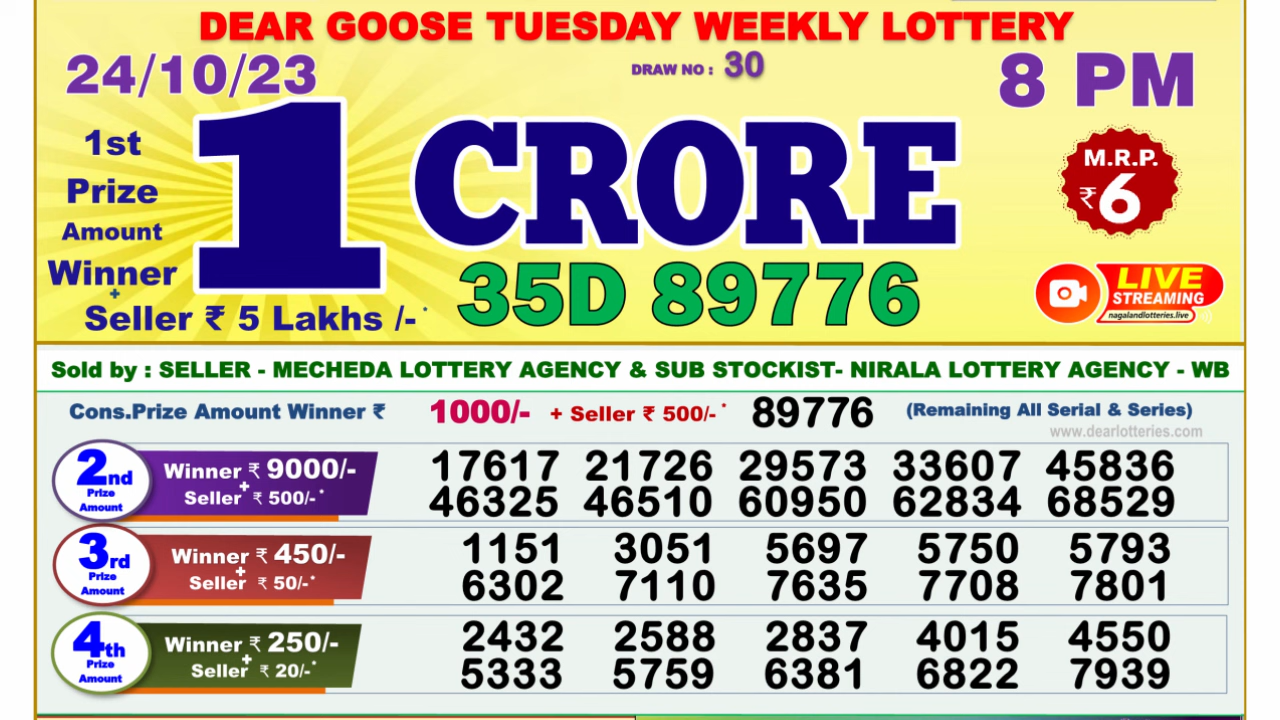 DEAR GOOSE TUESDAY WEEKLY LOTTERY
24/10/23
DRAW NO : 30
8 PM
1st
Prize
Amount
Winner
+
Seller ₹ 5 Lakhs /-*
1 CRORE
35D 89776
M.R.P.
₹ 6
LIVE
STREAMING
nagalandlotteries.live
Sold by : SELLER - MECHEDA LOTTERY AGENCY & SUB STOCKIST- NIRALA LOTTERY AGENCY - WB
Cons.Prize Amount Winner ₹ 1000/- + Seller ₹ 500/-* 89776 (Remaining All Serial & Series)
www.dearlotteries.com
2nd
Prize
Amount
Winner ₹ 9000/-
+
Seller ₹ 500/-*
17617 21726 29573 33607 45836
46325 46510 60950 62834 68529
3rd
Prize
Amount
Winner ₹ 450/-
+
Seller ₹ 50/-*
1151 3051 5697 5750 5793
6302 7110 7635 7708 7801
4th
Prize
Amount
Winner ₹ 250/-
+
Seller ₹ 20/-*
2432 2588 2837 4015 4550
5333 5759 6381 6822 7939